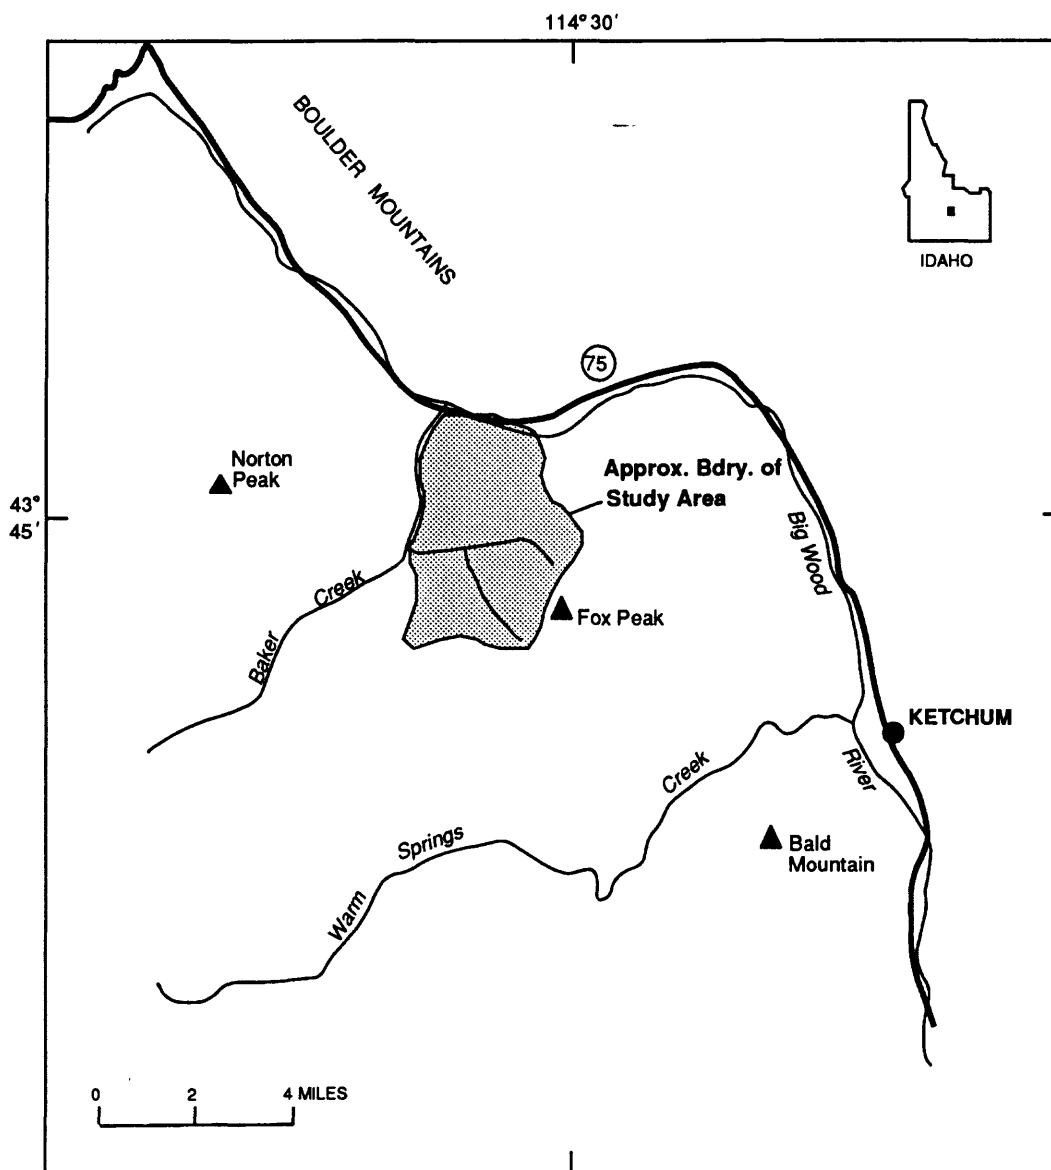 114° 30′
BOULDER MOUNTAINS
IDAHO
75
Norton
Peak
Approx. Bdry. of
Study Area
43°
45′
Big Wood
Creek
Baker
Fox Peak
KETCHUM
River
Creek
Springs
Warm
Bald
Mountain
0 2 4 MILES